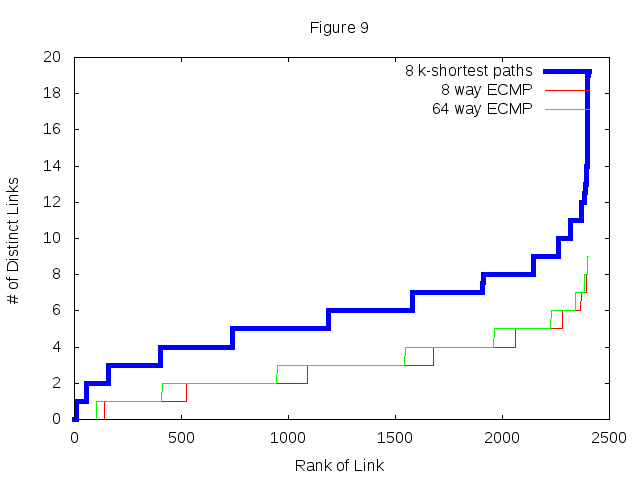 Figure 9
20
18
16
14
12
10
8
6
4
2
0
# of Distinct Links
8 k-shortest paths
8 way ECMP
64 way ECMP
0 500 1000 1500 2000 2500
Rank of Link